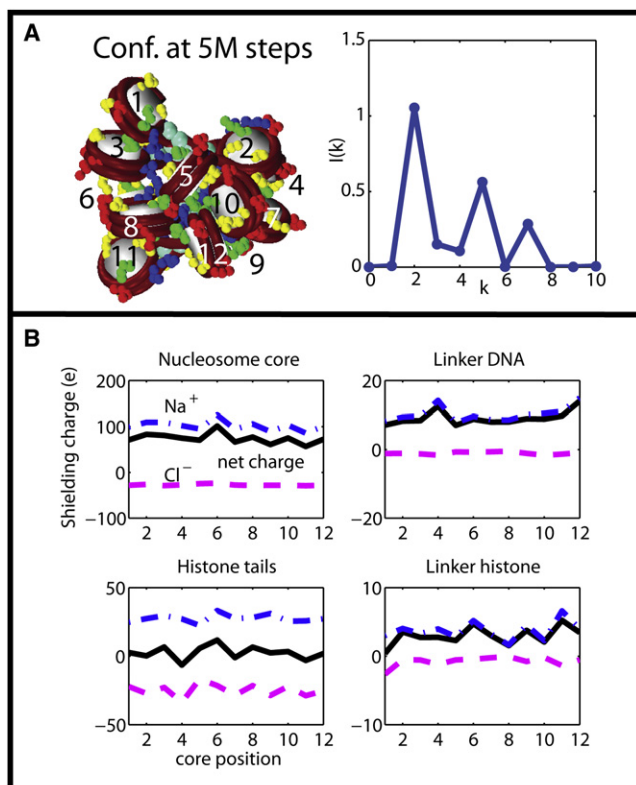 A
Conf. at 5M steps
1
3
2
5
6
4
10
7
8
11
12
9
1.5
1
0.5
0
I(k)
0 2 4 6 8 10
k
B
Nucleosome core
Linker DNA
Shielding charge (e)
200
100
0
−100
Na+
net charge
Cl−
2 4 6 8 10 12
20
0
−20
2 4 6 8 10 12
Histone tails
Linker histone
50
0
−50
2 4 6 8 10 12
core position
10
5
0
−10
2 4 6 8 10 12